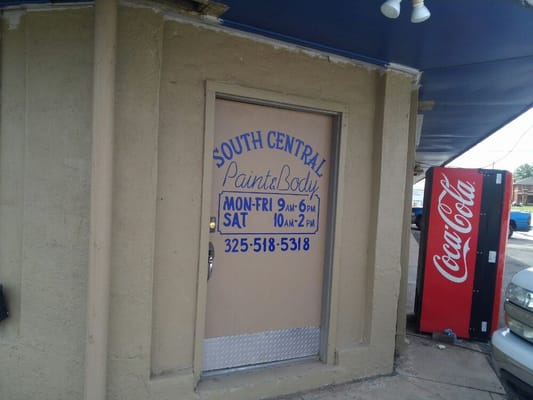 SOUTH CENTRAL
Paint & Body
MON-FRI 9AM-6PM
SAT 10AM-2PM
325-518-5318
Coca-Cola